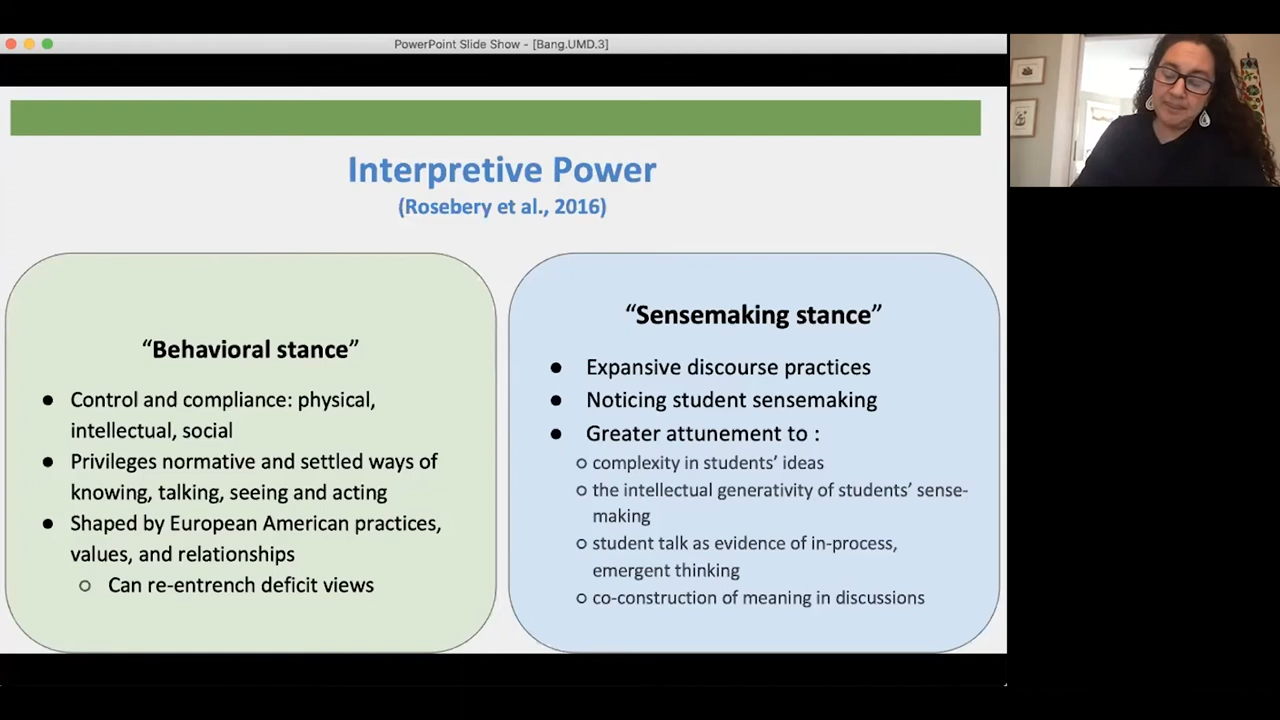 PowerPoint Slide Show - [Bang.UMD.3]
Interpretive Power
(Rosebery et al., 2016)
“Behavioral stance”
● Control and compliance: physical,
intellectual, social
● Privileges normative and settled ways of
knowing, talking, seeing and acting
● Shaped by European American practices,
values, and relationships
○ Can re-entrench deficit views
“Sensemaking stance”
● Expansive discourse practices
● Noticing student sensemaking
● Greater attunement to :
○ complexity in students’ ideas
○ the intellectual generativity of students’ sense-
making
○ student talk as evidence of in-process,
emergent thinking
○ co-construction of meaning in discussions